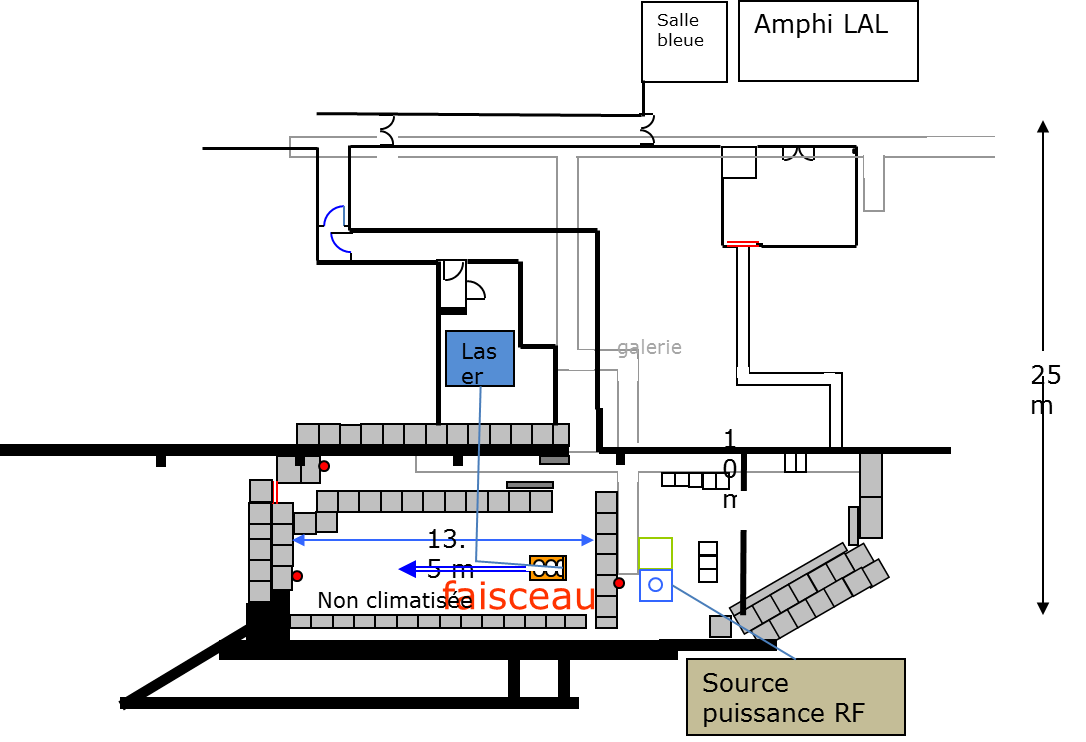 Salle
bleue
Amphi LAL
galerie
Las
er
25
m
1
0
m
13.
5 m
faisceau
Non climatisée
Source
puissance RF